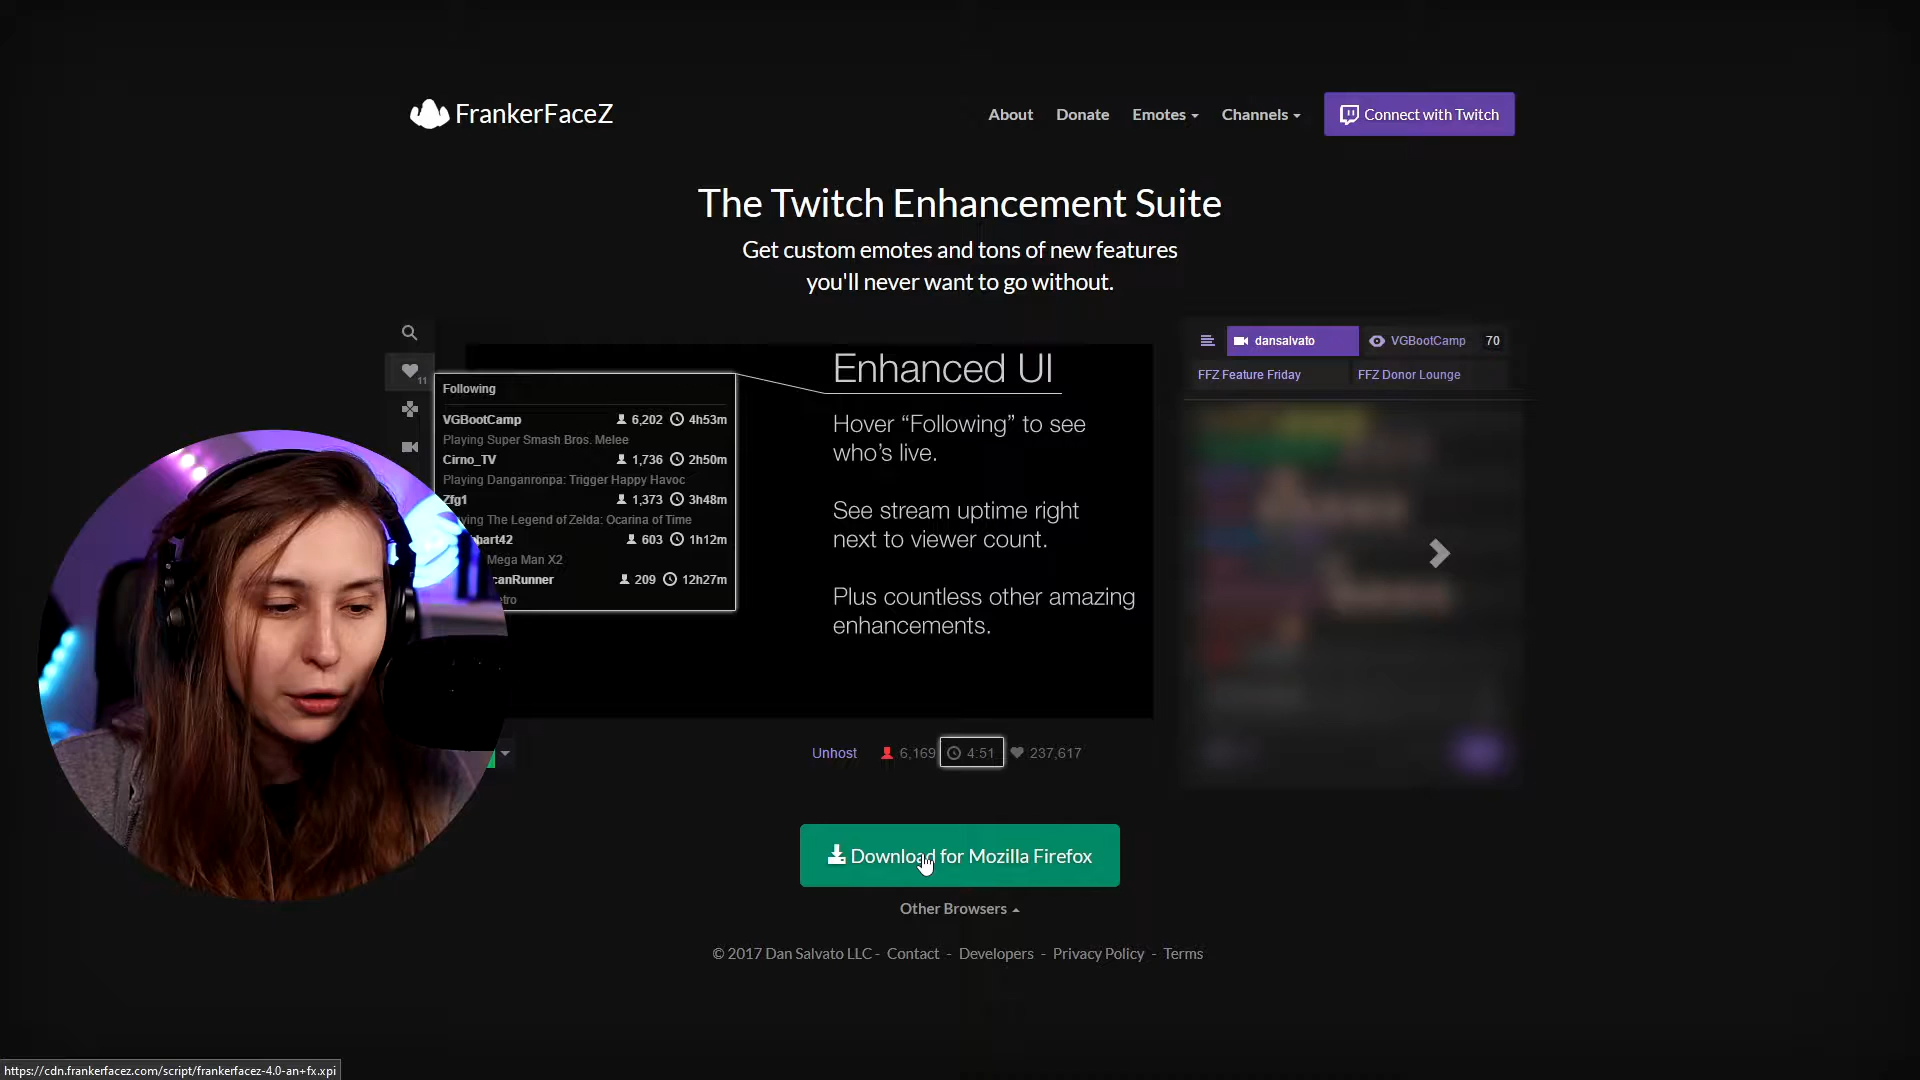 FrankerFaceZ
About
Donate
Emotes
Channels
Connect with Twitch
The Twitch Enhancement Suite
Get custom emotes and tons of new features
you'll never want to go without.
11
Following
VGBootCamp 6,202 4h53m
Playing Super Smash Bros. Melee
Cirno_TV 1,736 2h50m
Playing Danganronpa: Trigger Happy Havoc
Zfg1 1,373 3h48m
The Legend of Zelda: Ocarina of Time
603 1h12m
Mega Man X2
209 12h27m
Enhanced UI
Hover “Following” to see
who's live.
See stream uptime right
next to viewer count.
Plus countless other amazing
enhancements.
dansalvato
VGBootCamp 70
FFZ Feature Friday
FFZ Donor Lounge
Unhost 6,169 4:51 237,617
Download for Mozilla Firefox
Other Browsers
© 2017 Dan Salvato LLC - Contact - Developers - Privacy Policy - Terms
https://cdn.frankerfacez.com/script/frankerfacez-4.0-an+fx.xpi